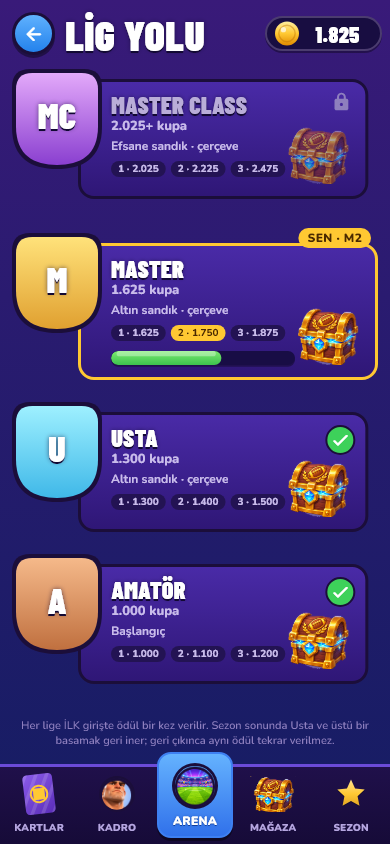 LİG YOLU
1.825
MC
MASTER CLASS
2.025+ kupa
Efsane sandık · çerçeve
1 · 2.025 2 · 2.225 3 · 2.475
SEN · M2
M
MASTER
1.625 kupa
Altın sandık · çerçeve
1 · 1.625 2 · 1.750 3 · 1.875
U
USTA
1.300 kupa
Altın sandık · çerçeve
1 · 1.300 2 · 1.400 3 · 1.500
A
AMATÖR
1.000 kupa
Başlangıç
1 · 1.000 2 · 1.100 3 · 1.200
Her lige İLK girişte ödül bir kez verilir. Sezon sonunda Usta ve üstü bir
basamak geri iner; geri çıkınca aynı ödül tekrar verilmez.
KARTLAR KADRO ARENA MAĞAZA SEZON